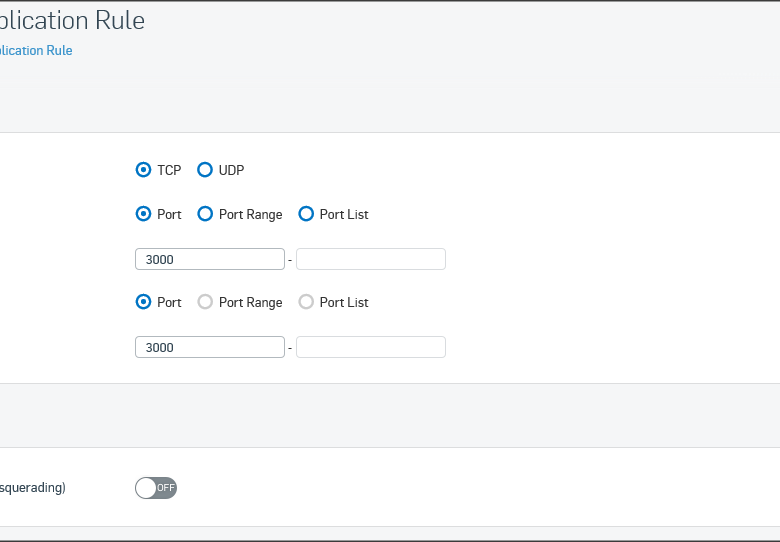 plication Rule
plication Rule
TCP UDP
Port Port Range Port List
3000 -
Port Port Range Port List
3000 -
squerading) OFF